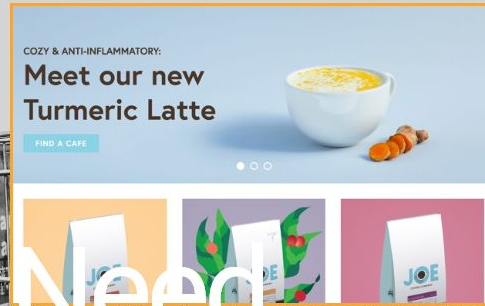 COZY & ANTI-INFLAMMATORY:
Meet our new
Turmeric Latte
FIND A CAFE
JOE
JOE
JOE
Need